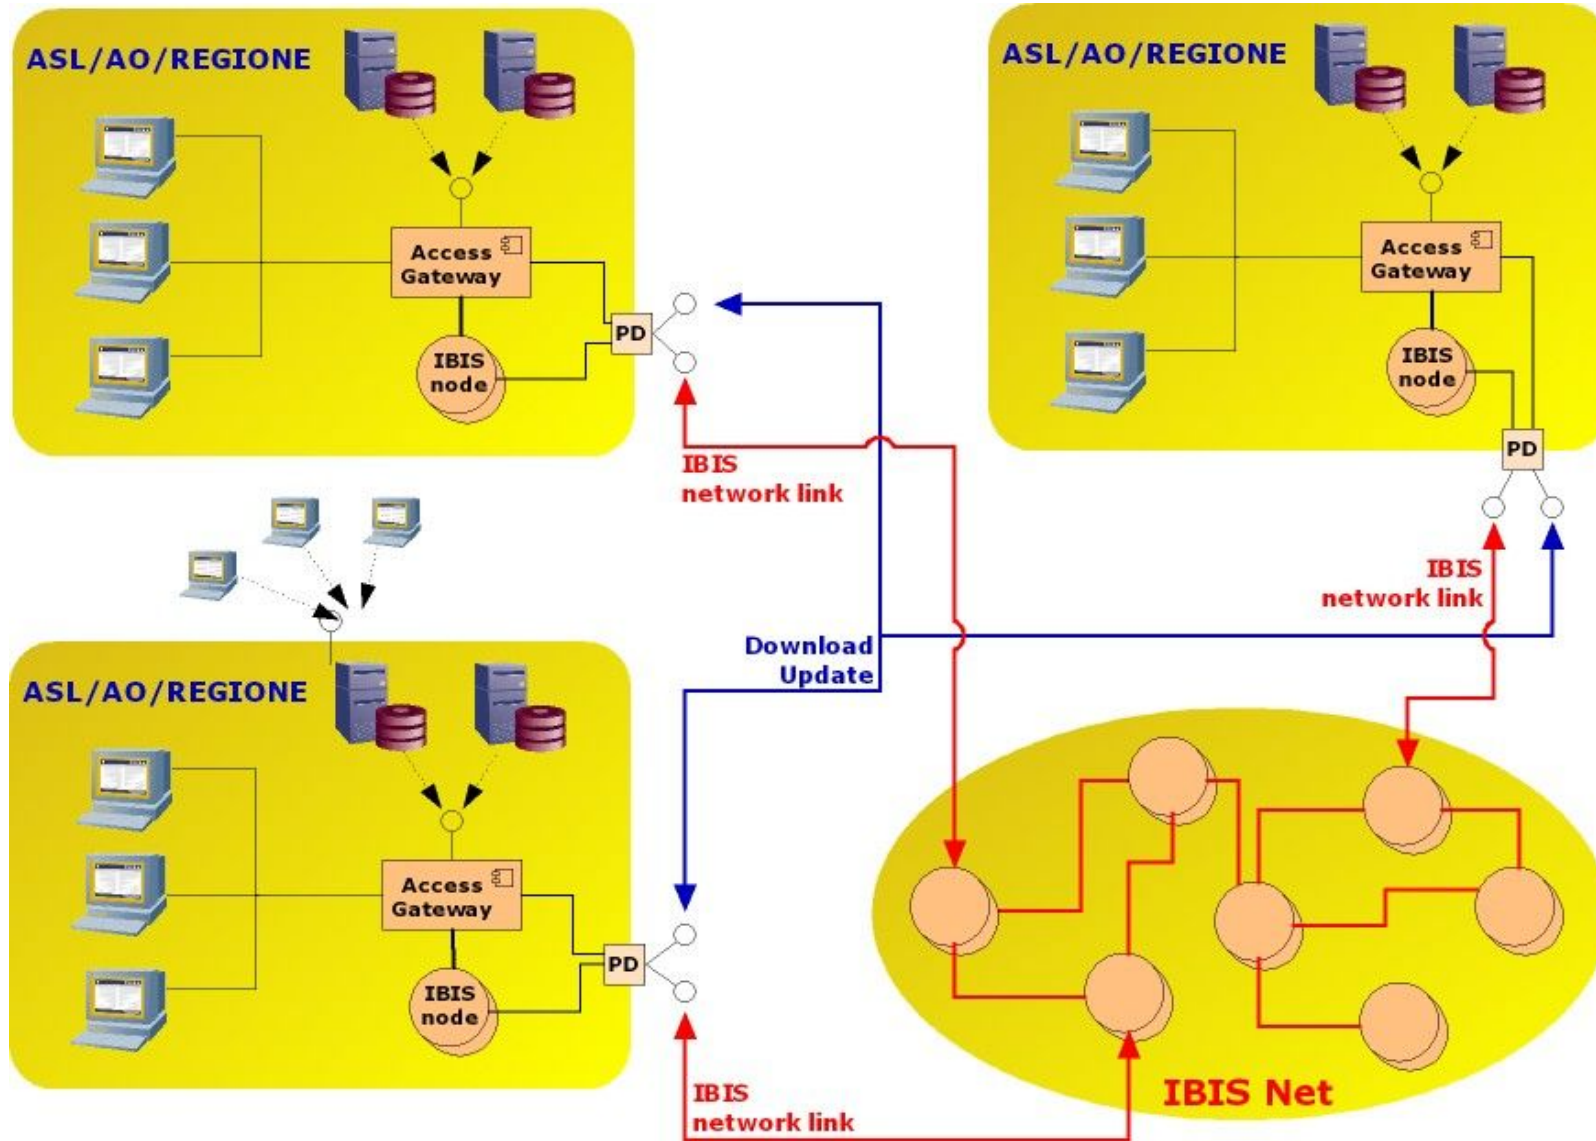 ASL/AO/REGIONE
Access
Gateway
PD
IBIS
node
IBIS
network link
ASL/AO/REGIONE
Access
Gateway
IBIS
node
PD
IBIS
network link
Download
Update
ASL/AO/REGIONE
Access
Gateway
PD
IBIS
node
IBIS
network link
IBIS Net